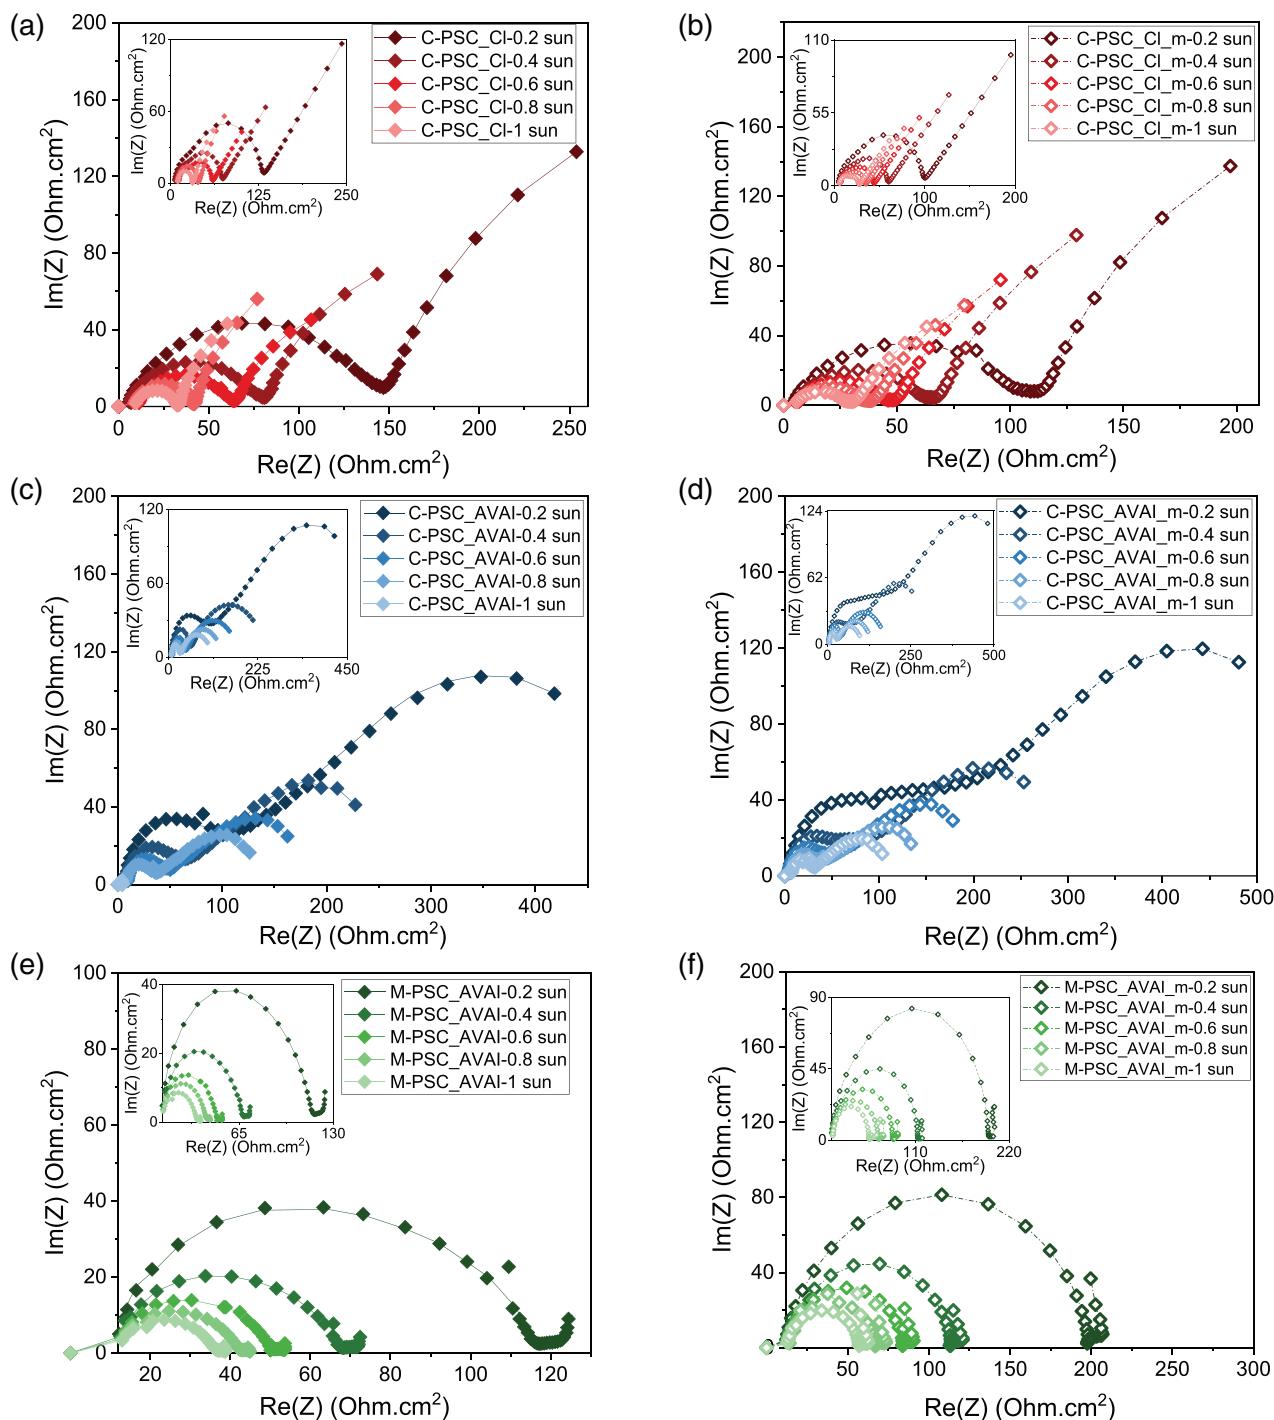 (a)
200
160
120
80
40
0
0 50 100 150 200 250
Im(Z) (Ohm.cm²)
Re(Z) (Ohm.cm²)
C-PSC_Cl-0.2 sun
C-PSC_Cl-0.4 sun
C-PSC_Cl-0.6 sun
C-PSC_Cl-0.8 sun
C-PSC_Cl-1 sun
120
60
0
0 125 250
Im(Z) (Ohm.cm²)
Re(Z) (Ohm.cm²)
(b)
200
160
120
80
40
0
0 50 100 150 200
Im(Z) (Ohm.cm²)
Re(Z) (Ohm.cm²)
C-PSC_Cl_m-0.2 sun
C-PSC_Cl_m-0.4 sun
C-PSC_Cl_m-0.6 sun
C-PSC_Cl_m-0.8 sun
C-PSC_Cl_m-1 sun
110
55
0
0 100 200
Im(Z) (Ohm.cm²)
Re(Z) (Ohm.cm²)
(c)
200
160
120
80
40
0
0 100 200 300 400
Im(Z) (Ohm.cm²)
Re(Z) (Ohm.cm²)
C-PSC_AVAI-0.2 sun
C-PSC_AVAI-0.4 sun
C-PSC_AVAI-0.6 sun
C-PSC_AVAI-0.8 sun
C-PSC_AVAI-1 sun
120
60
0
0 225 450
Im(Z) (Ohm.cm²)
Re(Z) (Ohm.cm²)
(d)
200
160
120
80
40
0
0 100 200 300 400 500
Im(Z) (Ohm.cm²)
Re(Z) (Ohm.cm²)
C-PSC_AVAI_m-0.2 sun
C-PSC_AVAI_m-0.4 sun
C-PSC_AVAI_m-0.6 sun
C-PSC_AVAI_m-0.8 sun
C-PSC_AVAI_m-1 sun
124
62
0
0 250 500
Im(Z) (Ohm.cm²)
Re(Z) (Ohm.cm²)
(e)
100
80
60
40
20
0
20 40 60 80 100 120
Im(Z) (Ohm.cm²)
Re(Z) (Ohm.cm²)
M-PSC_AVAI-0.2 sun
M-PSC_AVAI-0.4 sun
M-PSC_AVAI-0.6 sun
M-PSC_AVAI-0.8 sun
M-PSC_AVAI-1 sun
40
20
0
65 130
Im(Z) (Ohm.cm²)
Re(Z) (Ohm.cm²)
(f)
200
160
120
80
40
0
0 50 100 150 200 250 300
Im(Z) (Ohm.cm²)
Re(Z) (Ohm.cm²)
M-PSC_AVAI_m-0.2 sun
M-PSC_AVAI_m-0.4 sun
M-PSC_AVAI_m-0.6 sun
M-PSC_AVAI_m-0.8 sun
M-PSC_AVAI_m-1 sun
90
45
0
110 220
Im(Z) (Ohm.cm²)
Re(Z) (Ohm.cm²)